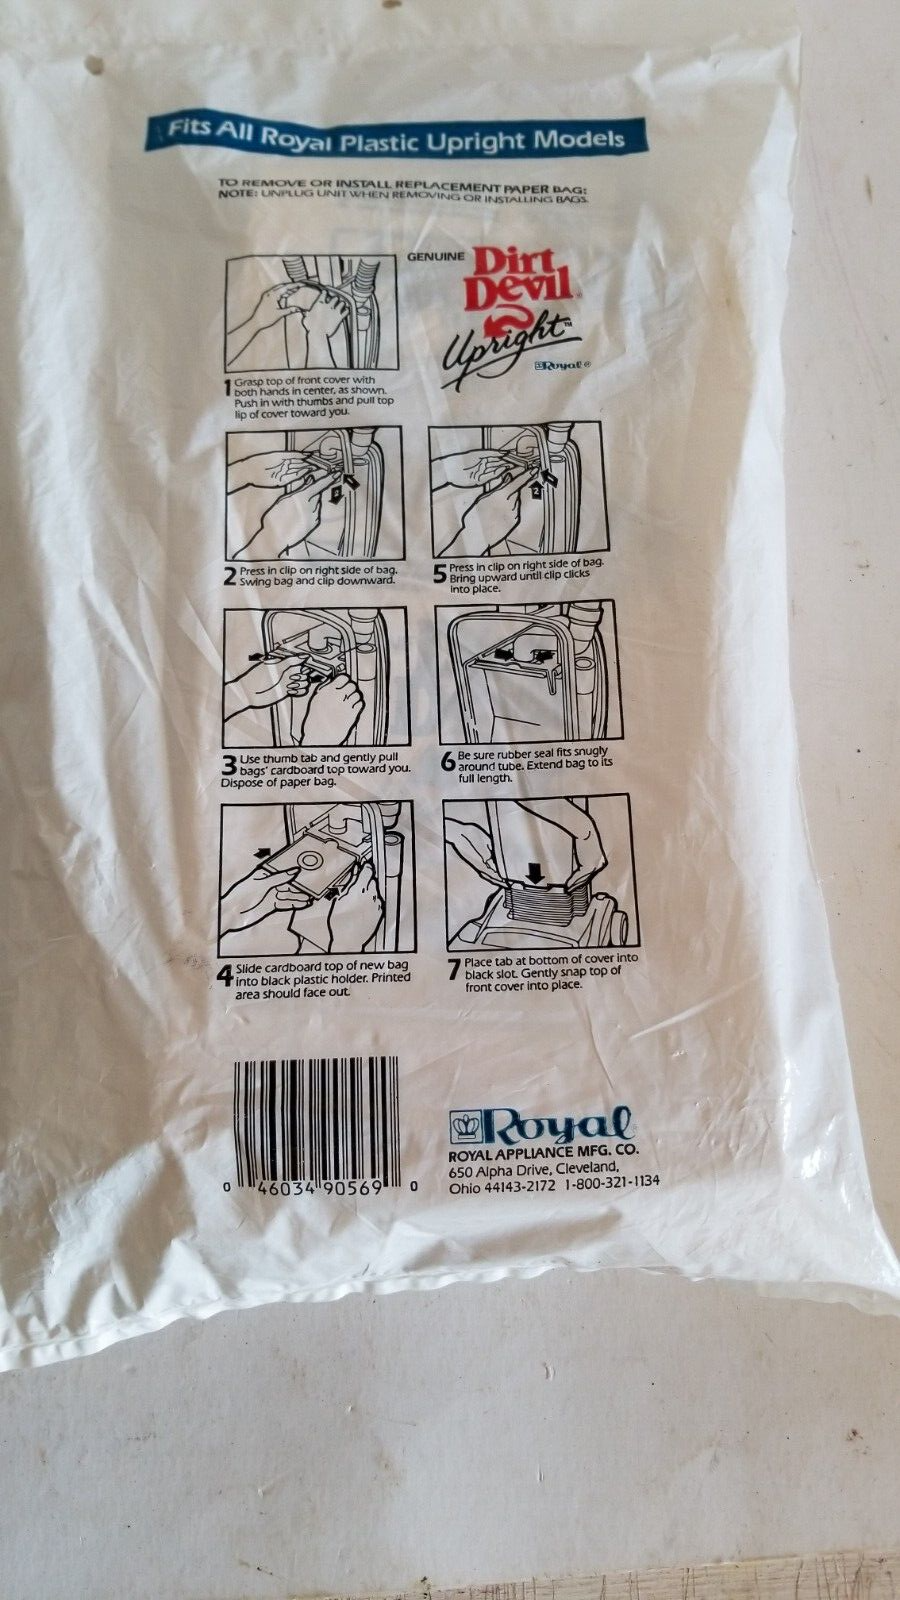 Fits All Royal Plastic Upright Models
TO REMOVE OR INSTALL REPLACEMENT PAPER BAG:
NOTE: UNPLUG UNIT WHEN REMOVING OR INSTALLING BAGS.
GENUINE
Dirt
Devil
Upright™
Royal®
1 Grasp top of front cover with
both hands in center, as shown.
Push in with thumbs and pull top
lip of cover toward you.
2 Press in clip on right side of bag.
Swing bag and clip downward.
3 Use thumb tab and gently pull
bags' cardboard top toward you.
Dispose of paper bag.
4 Slide cardboard top of new bag
into black plastic holder. Printed
area should face out.
2
5 Press in clip on right side of bag.
Bring upward until clip clicks
into place.
6 Be sure rubber seal fits snugly
around tube. Extend bag to its
full length.
7 Place tab at bottom of cover into
black slot. Gently snap top of
front cover into place.
0 46034 90569 0
Royal
ROYAL APPLIANCE MFG. CO.
650 Alpha Drive, Cleveland,
Ohio 44143-2172 1-800-321-1134